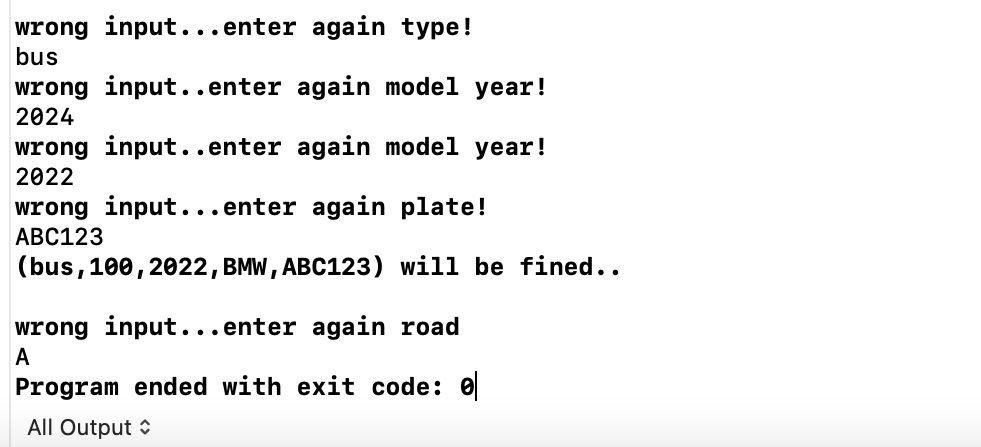 wrong input...enter again type!
bus
wrong input..enter again model year!
2024
wrong input..enter again model year!
2022
wrong input...enter again plate!
ABC123
(bus,100,2022,BMW,ABC123) will be fined..
wrong input...enter again road
A
Program ended with exit code: 0
All Output